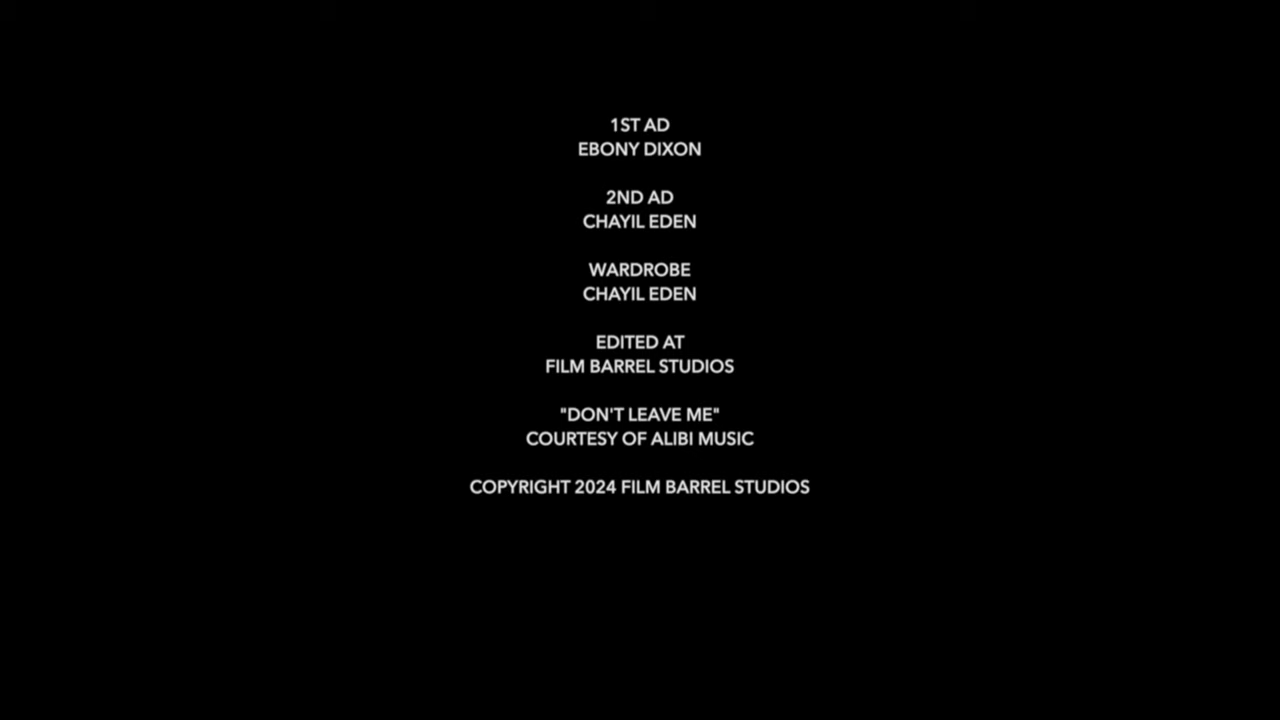 1ST AD
EBONY DIXON
2ND AD
CHAYIL EDEN
WARDROBE
CHAYIL EDEN
EDITED AT
FILM BARREL STUDIOS
"DON'T LEAVE ME"
COURTESY OF ALIBI MUSIC
COPYRIGHT 2024 FILM BARREL STUDIOS